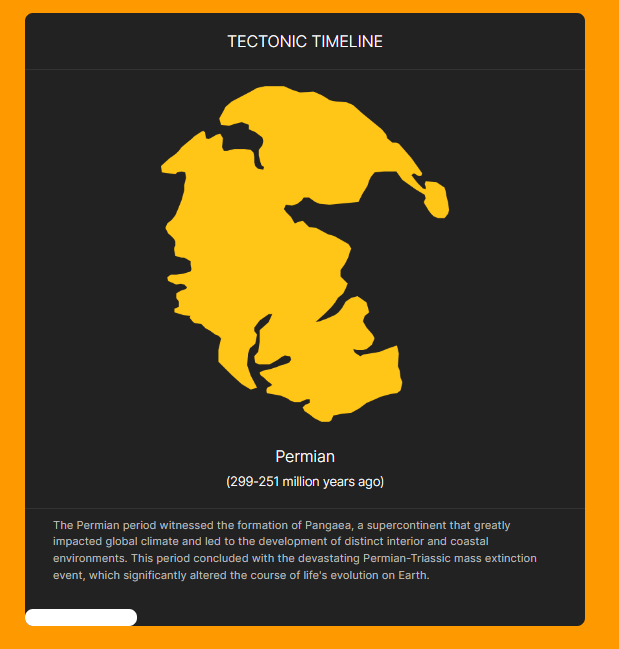 TECTONIC TIMELINE
Permian
(299-251 million years ago)
The Permian period witnessed the formation of Pangaea, a supercontinent that greatly
impacted global climate and led to the development of distinct interior and coastal
environments. This period concluded with the devastating Permian-Triassic mass extinction
event, which significantly altered the course of life's evolution on Earth.